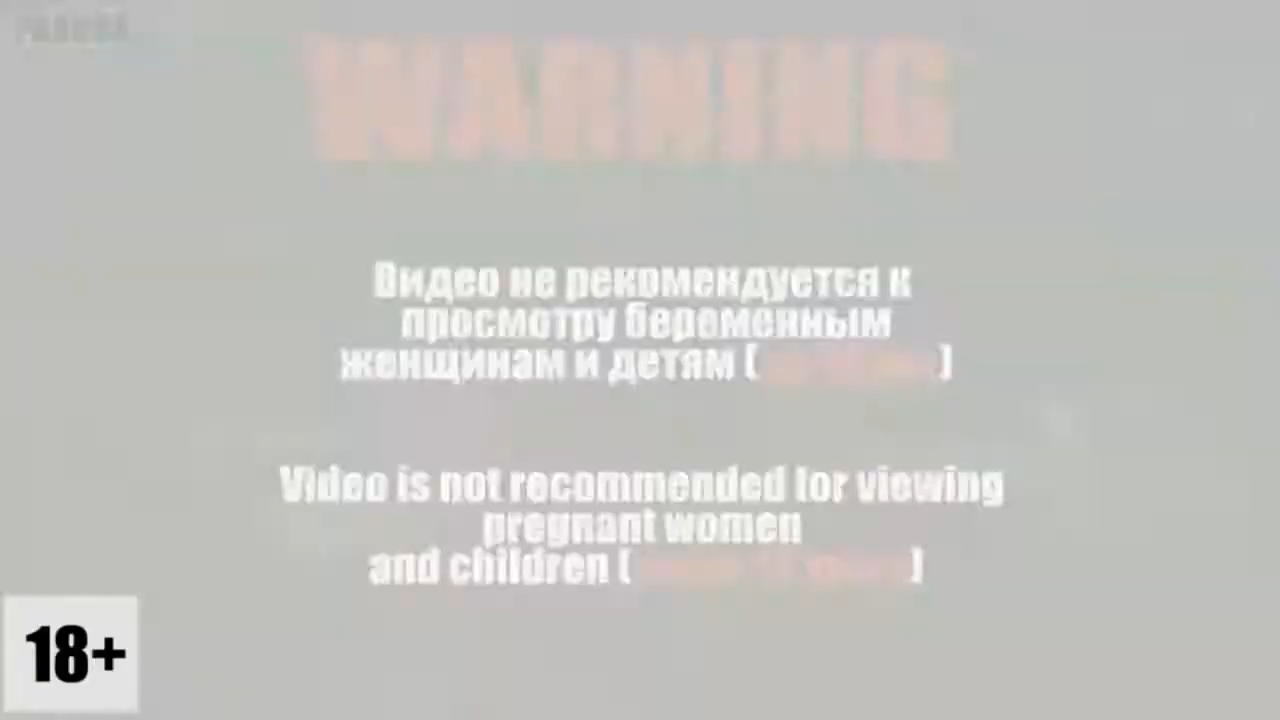 WARNING
Видео не рекомендуется к
просмотру беременным
женщинам и детям ( )
Video is not recommended for viewing
pregnant women
and children ( )
18+